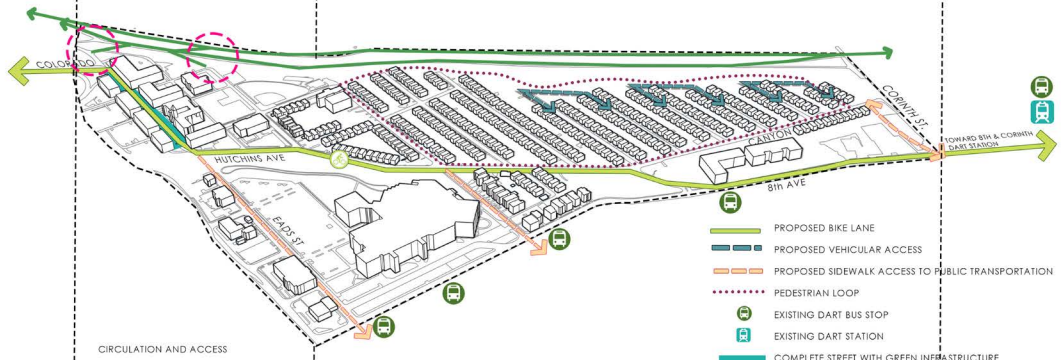 COLORADO
CORINTH ST.
TOWARD 8TH & CORINTH
DART STATION
HUTCHINS AVE
AVION
8th AVE
EADS ST
PROPOSED BIKE LANE
PROPOSED VEHICULAR ACCESS
PROPOSED SIDEWALK ACCESS TO PUBLIC TRANSPORTATION
PEDESTRIAN LOOP
EXISTING DART BUS STOP
EXISTING DART STATION
CIRCULATION AND ACCESS
COMPLETE STREET WITH GREEN INFRASTRUCTURE